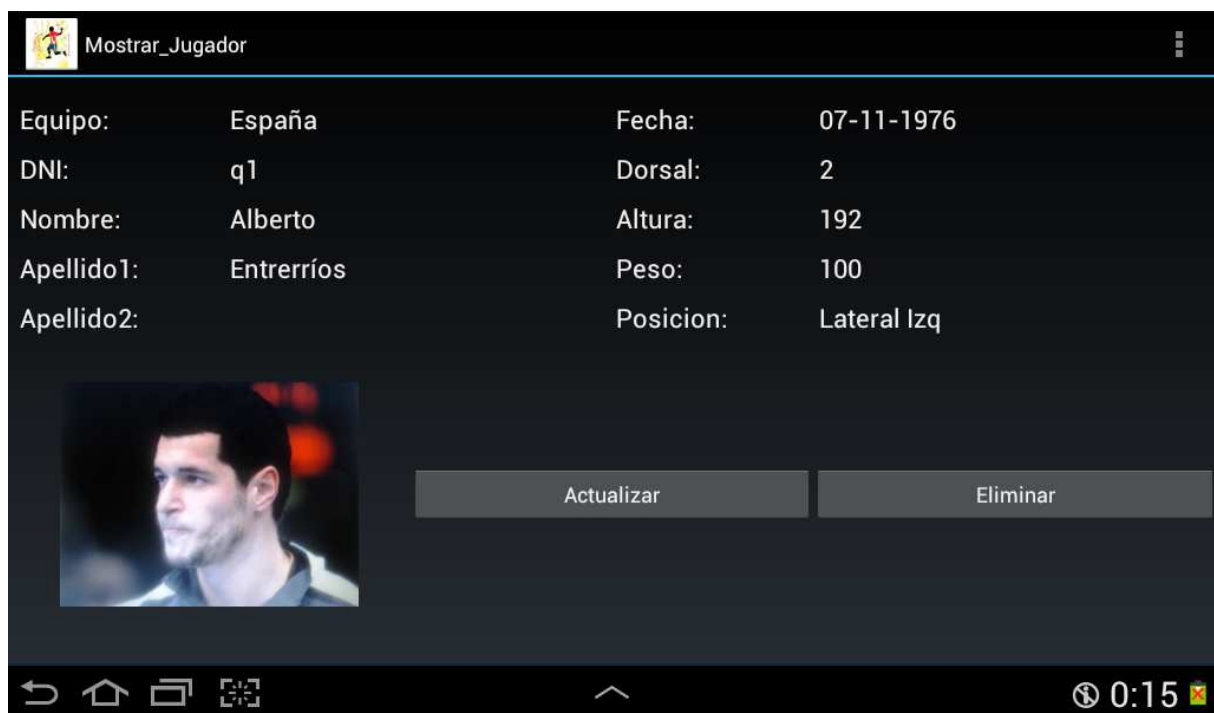 Mostrar_Jugador
Equipo: España Fecha: 07-11-1976
DNI: q1 Dorsal: 2
Nombre: Alberto Altura: 192
Apellido1: Entrerríos Peso: 100
Apellido2: Posicion: Lateral Izq
Actualizar Eliminar
0:15